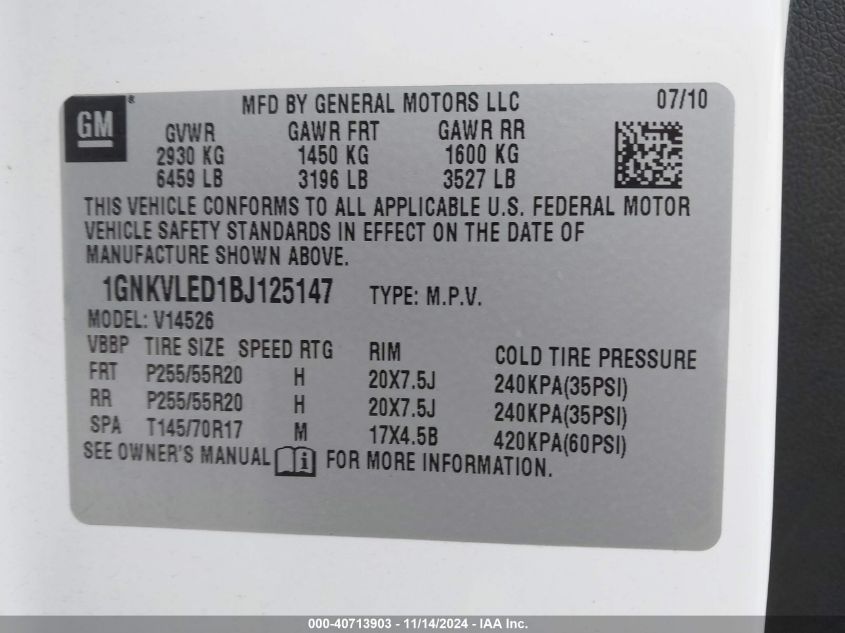 GM® MFD BY GENERAL MOTORS LLC 07/10
GVWR GAWR FRT GAWR RR
2930 KG 1450 KG 1600 KG
6459 LB 3196 LB 3527 LB
THIS VEHICLE CONFORMS TO ALL APPLICABLE U.S. FEDERAL MOTOR
VEHICLE SAFETY STANDARDS IN EFFECT ON THE DATE OF
MANUFACTURE SHOWN ABOVE.
1GNKVLED1BJ125147 TYPE: M.P.V.
MODEL: V14526
VBBP TIRE SIZE SPEED RTG RIM COLD TIRE PRESSURE
FRT P255/55R20 H 20X7.5J 240KPA(35PSI)
RR P255/55R20 H 20X7.5J 240KPA(35PSI)
SPA T145/70R17 M 17X4.5B 420KPA(60PSI)
SEE OWNER'S MANUAL i FOR MORE INFORMATION.
000-40713903 - 11/14/2024 - IAA Inc.